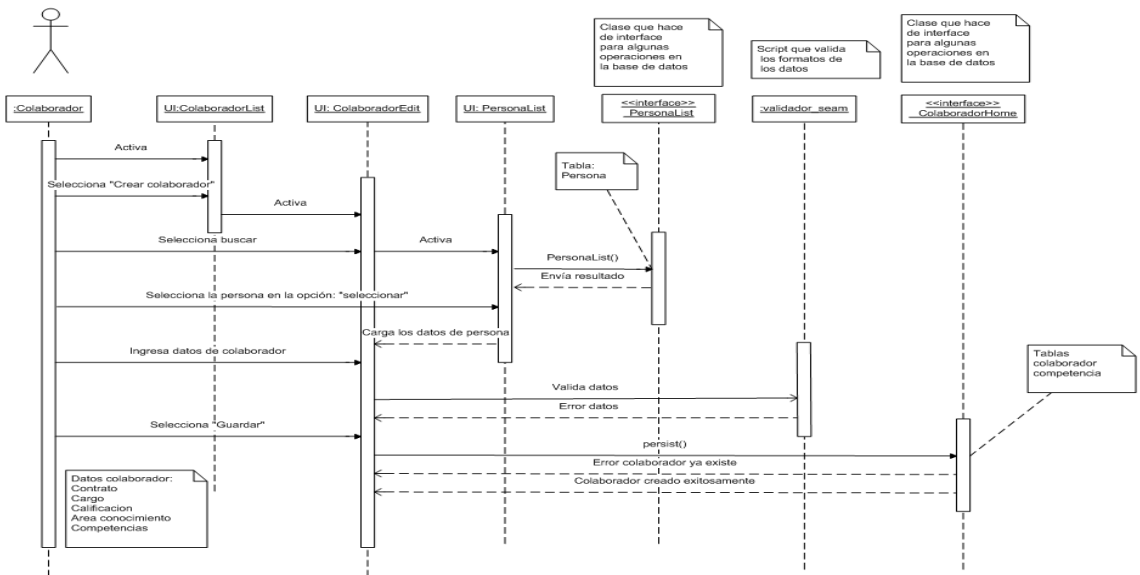 Clase que hace
de interface
para algunas
operaciones en
la base de datos
Script que valida
los formatos de
los datos
Clase que hace
de interface
para algunas
operaciones en
la base de datos
:Colaborador
UI:ColaboradorList
UI: ColaboradorEdit
UI: PersonaList
<<interface>>
PersonaList
:validador_seam
<<interface>>
ColaboradorHome
Activa
Selecciona "Crear colaborador"
Activa
Tabla:
Persona
Selecciona buscar
Activa
PersonaList()
Envía resultado
Selecciona la persona en la opción: "seleccionar"
Carga los datos de persona
Ingresa datos de colaborador
Tablas
colaborador
competencia
Valida datos
Error datos
Selecciona "Guardar"
persist()
Error colaborador ya existe
Colaborador creado exitosamente
Datos colaborador:
Contrato
Cargo
Calificacion
Area conocimiento
Competencias